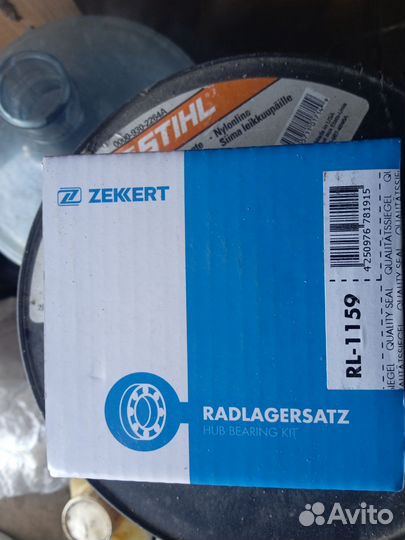 0000-930-2264A
STIHL
- Nylonline
Siima leikkuupäille
ZEKKERT
4 250976 781915
RL-1159
QUALITY SEAL QUALITÄTSSIEGEL
RADLAGERSATZ
HUB BEARING KIT
Avito